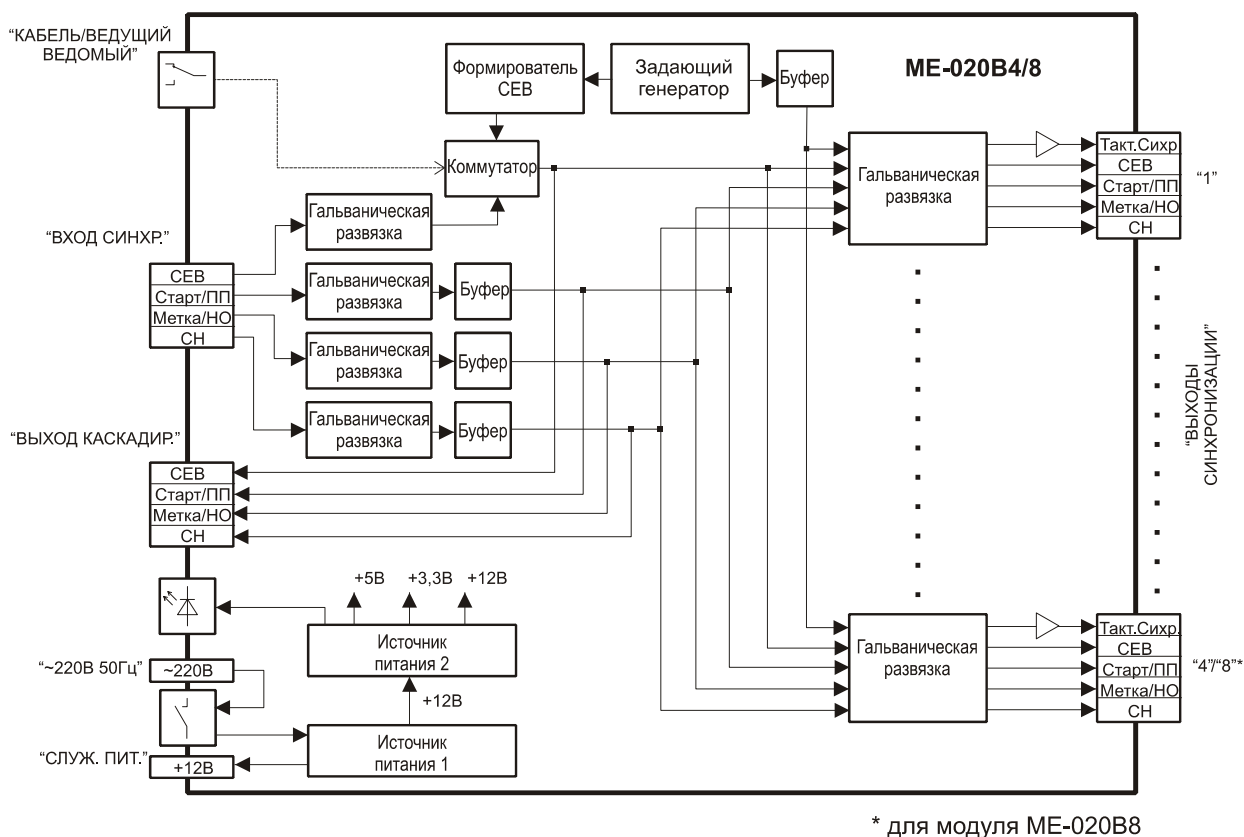 “КАБЕЛЬ/ВЕДУЩИЙ
ВЕДОМЫЙ”
Формирователь
СЕВ
Задающий
генератор
Буфер
ME-020B4/8
Коммутатор
Гальваническая
развязка
Такт.Сихр
СЕВ
Старт/ПП
Метка/НО
СН
“1”
Гальваническая
развязка
“ВХОД СИНХР.”
СЕВ
Старт/ПП
Метка/НО
СН
Гальваническая
развязка
Буфер
Гальваническая
развязка
Буфер
Гальваническая
развязка
Буфер
“ВЫХОДЫ
СИНХРОНИЗАЦИИ”
“ВЫХОД КАСКАДИР.”
СЕВ
Старт/ПП
Метка/НО
СН
+5В
+3,3В
+12В
Источник
питания 2
Гальваническая
развязка
Такт.Сихр.
СЕВ
Старт/ПП
Метка/НО
СН
“4”/“8”*
“~220В 50Гц”
~220В
+12В
Источник
питания 1
“СЛУЖ. ПИТ.”
+12В
* для модуля МЕ-020В8